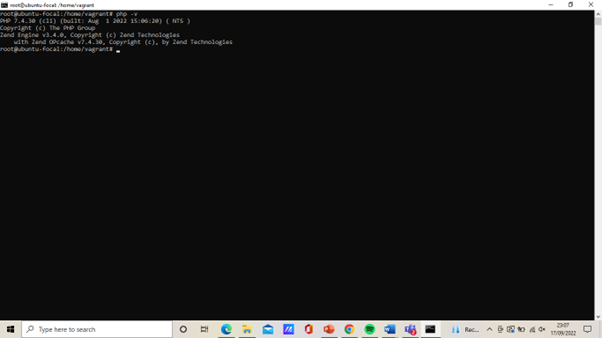 root@ubuntu-focal: /home/vagrant
root@ubuntu-focal:/home/vagrant# php -v
PHP 7.4.30 (cli) (built: Aug  1 2022 15:06:20) ( NTS )
Copyright (c) The PHP Group
Zend Engine v3.4.0, Copyright (c) Zend Technologies
    with Zend OPcache v7.4.30, Copyright (c), by Zend Technologies
root@ubuntu-focal:/home/vagrant#
Type here to search
Rec...
23:07
17/09/2022